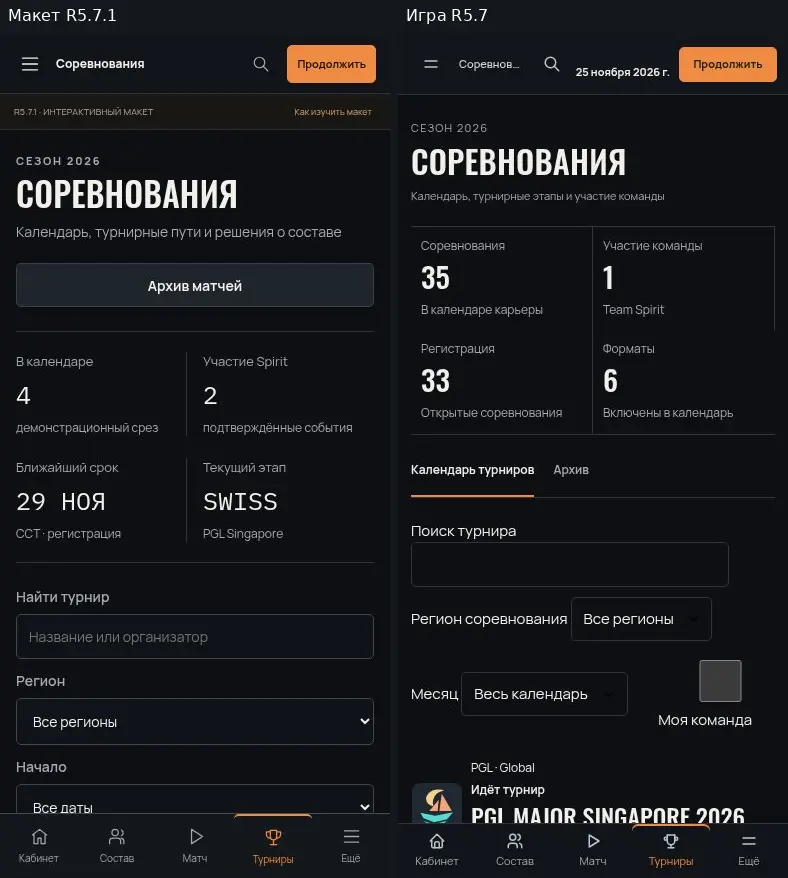 Макет R5.7.1
Соревнования
Продолжить
R5.7.1 · ИНТЕРАКТИВНЫЙ МАКЕТ
Как изучить макет
СЕЗОН 2026
СОРЕВНОВАНИЯ
Календарь, турнирные пути и решения о составе
Архив матчей
В календаре
4
демонстрационный срез
Участие Spirit
2
подтверждённые события
Ближайший срок
29 НОЯ
CCT · регистрация
Текущий этап
SWISS
PGL Singapore
Найти турнир
Название или организатор
Регион
Все регионы
Начало
Все даты
Кабинет
Состав
Матч
Турниры
Ещё
Игра R5.7
Соревнов...
25 ноября 2026 г.
Продолжить
СЕЗОН 2026
СОРЕВНОВАНИЯ
Календарь, турнирные этапы и участие команды
Соревнования
35
В календаре карьеры
Участие команды
1
Team Spirit
Регистрация
33
Открытые соревнования
Форматы
6
Включены в календарь
Календарь турниров
Архив
Поиск турнира
Регион соревнования
Все регионы
Месяц
Весь календарь
Моя команда
PGL · Global
Идёт турнир
PGL MAJOR SINGAPORE 2026
Кабинет
Состав
Матч
Турниры
Ещё